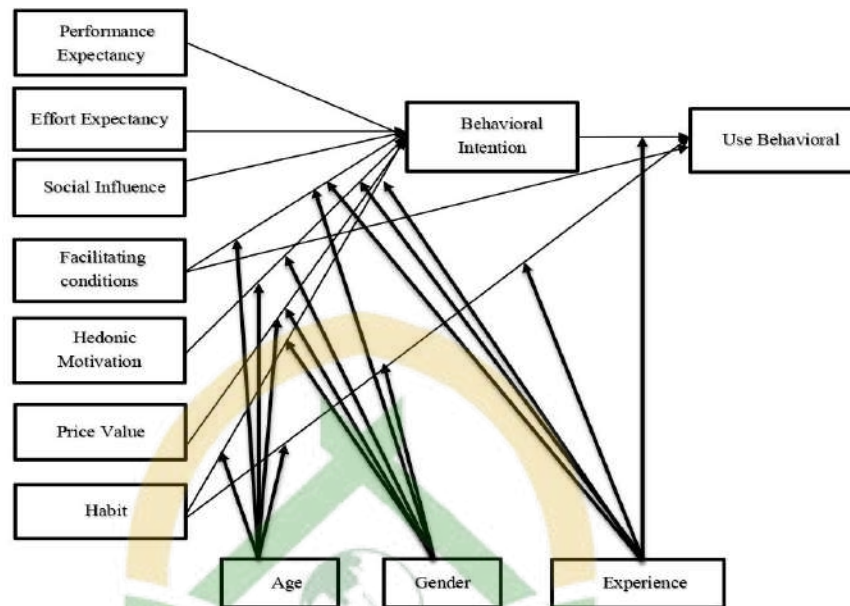 Performance
Expectancy
Effort Expectancy
Social Influence
Facilitating
conditions
Hedonic
Motivation
Price Value
Habit
Behavioral
Intention
Use Behavioral
Age
Gender
Experience